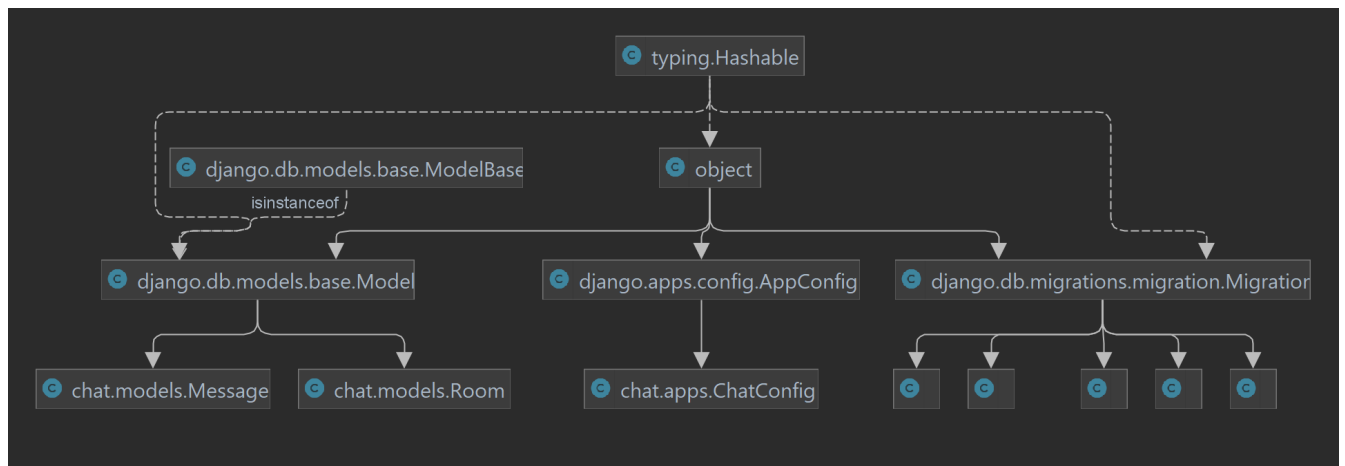 typing.Hashable
django.db.models.base.ModelBase
object
isinstanceof
django.db.models.base.Model
django.apps.config.AppConfig
django.db.migrations.migration.Migration
chat.models.Message
chat.models.Room
chat.apps.ChatConfig